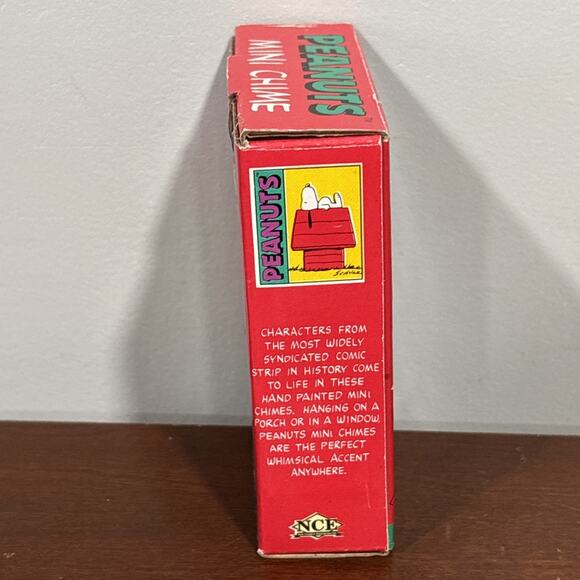 PEANUTS
MINI CHIME
PEANUTS
SCHULZ
CHARACTERS FROM
THE MOST WIDELY
SYNDICATED COMIC
STRIP IN HISTORY COME
TO LIFE IN THESE
HAND PAINTED MINI
CHIMES. HANGING ON A
PORCH OR IN A WINDOW,
PEANUTS MINI CHIMES
ARE THE PERFECT
WHIMSICAL ACCENT
ANYWHERE.
NCE